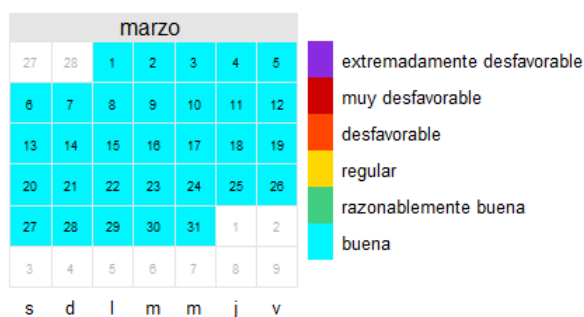 marzo
27 28 1 2 3 4 5
6 7 8 9 10 11 12
13 14 15 16 17 18 19
20 21 22 23 24 25 26
27 28 29 30 31 1 2
3 4 5 6 7 8 9
s d l m m j v
extremadamente desfavorable
muy desfavorable
desfavorable
regular
razonablemente buena
buena